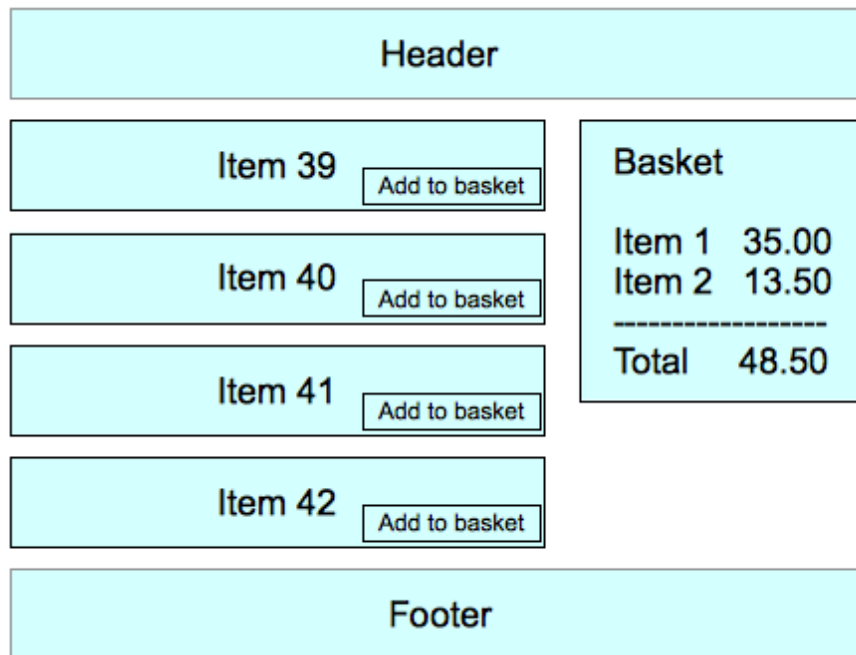 Header
Item 39
Add to basket
Item 40
Add to basket
Item 41
Add to basket
Item 42
Add to basket
Basket
Item 1 35.00
Item 2 13.50
------------------
Total 48.50
Footer